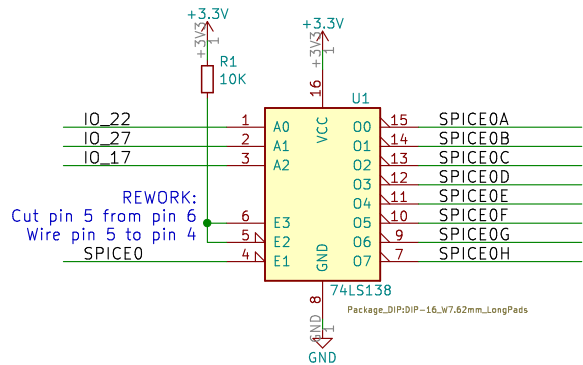 +3.3V
+3V3
1
R1
10K
+3.3V
+3V3
1
16
U1
IO_22
1
A0
VCC
O0
15
SPICE0A
IO_27
2
A1
O1
14
SPICE0B
IO_17
3
A2
O2
13
SPICE0C
O3
12
SPICE0D
O4
11
SPICE0E
REWORK:
Cut pin 5 from pin 6
Wire pin 5 to pin 4
6
E3
O5
10
SPICE0F
5
E2
O6
9
SPICE0G
SPICE0
4
E1
GND
O7
7
SPICE0H
8
74LS138
Package_DIP:DIP-16_W7.62mm_LongPads
GND
1
GND